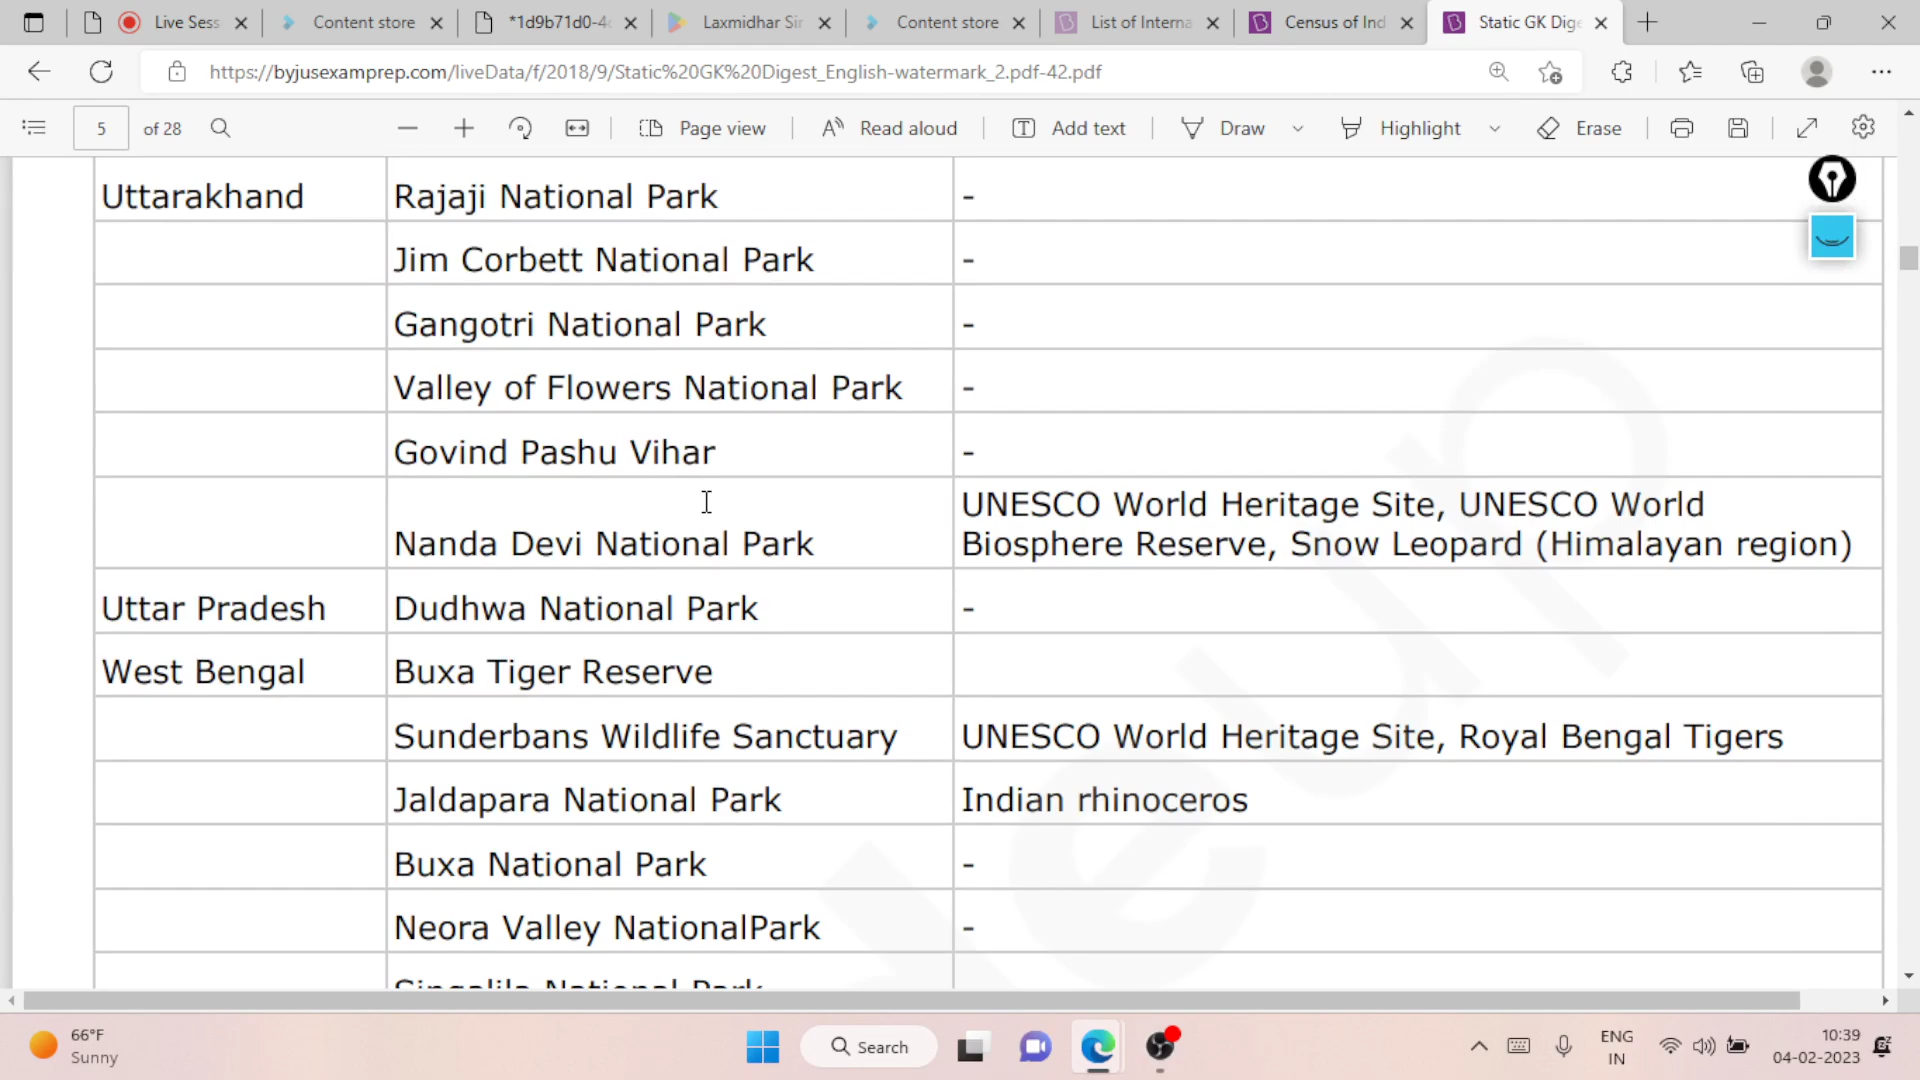 Live Sess
Content store
*1d9b71d0-4
Laxmidhar Sir
Content store
List of Interna
Census of Ind
Static GK Dige
https://byjusexamprep.com/liveData/f/2018/9/Static%20GK%20Digest_English-watermark_2.pdf-42.pdf
5 of 28
Page view
Read aloud
Add text
Draw
Highlight
Erase
Uttarakhand Rajaji National Park -
Jim Corbett National Park -
Gangotri National Park -
Valley of Flowers National Park -
Govind Pashu Vihar -
UNESCO World Heritage Site, UNESCO World
Nanda Devi National Park Biosphere Reserve, Snow Leopard (Himalayan region)
Uttar Pradesh Dudhwa National Park -
West Bengal Buxa Tiger Reserve
Sunderbans Wildlife Sanctuary UNESCO World Heritage Site, Royal Bengal Tigers
Jaldapara National Park Indian rhinoceros
Buxa National Park -
Neora Valley NationalPark -
Singalila National Park
66°F
Sunny
Search
ENG
IN
10:39
04-02-2023